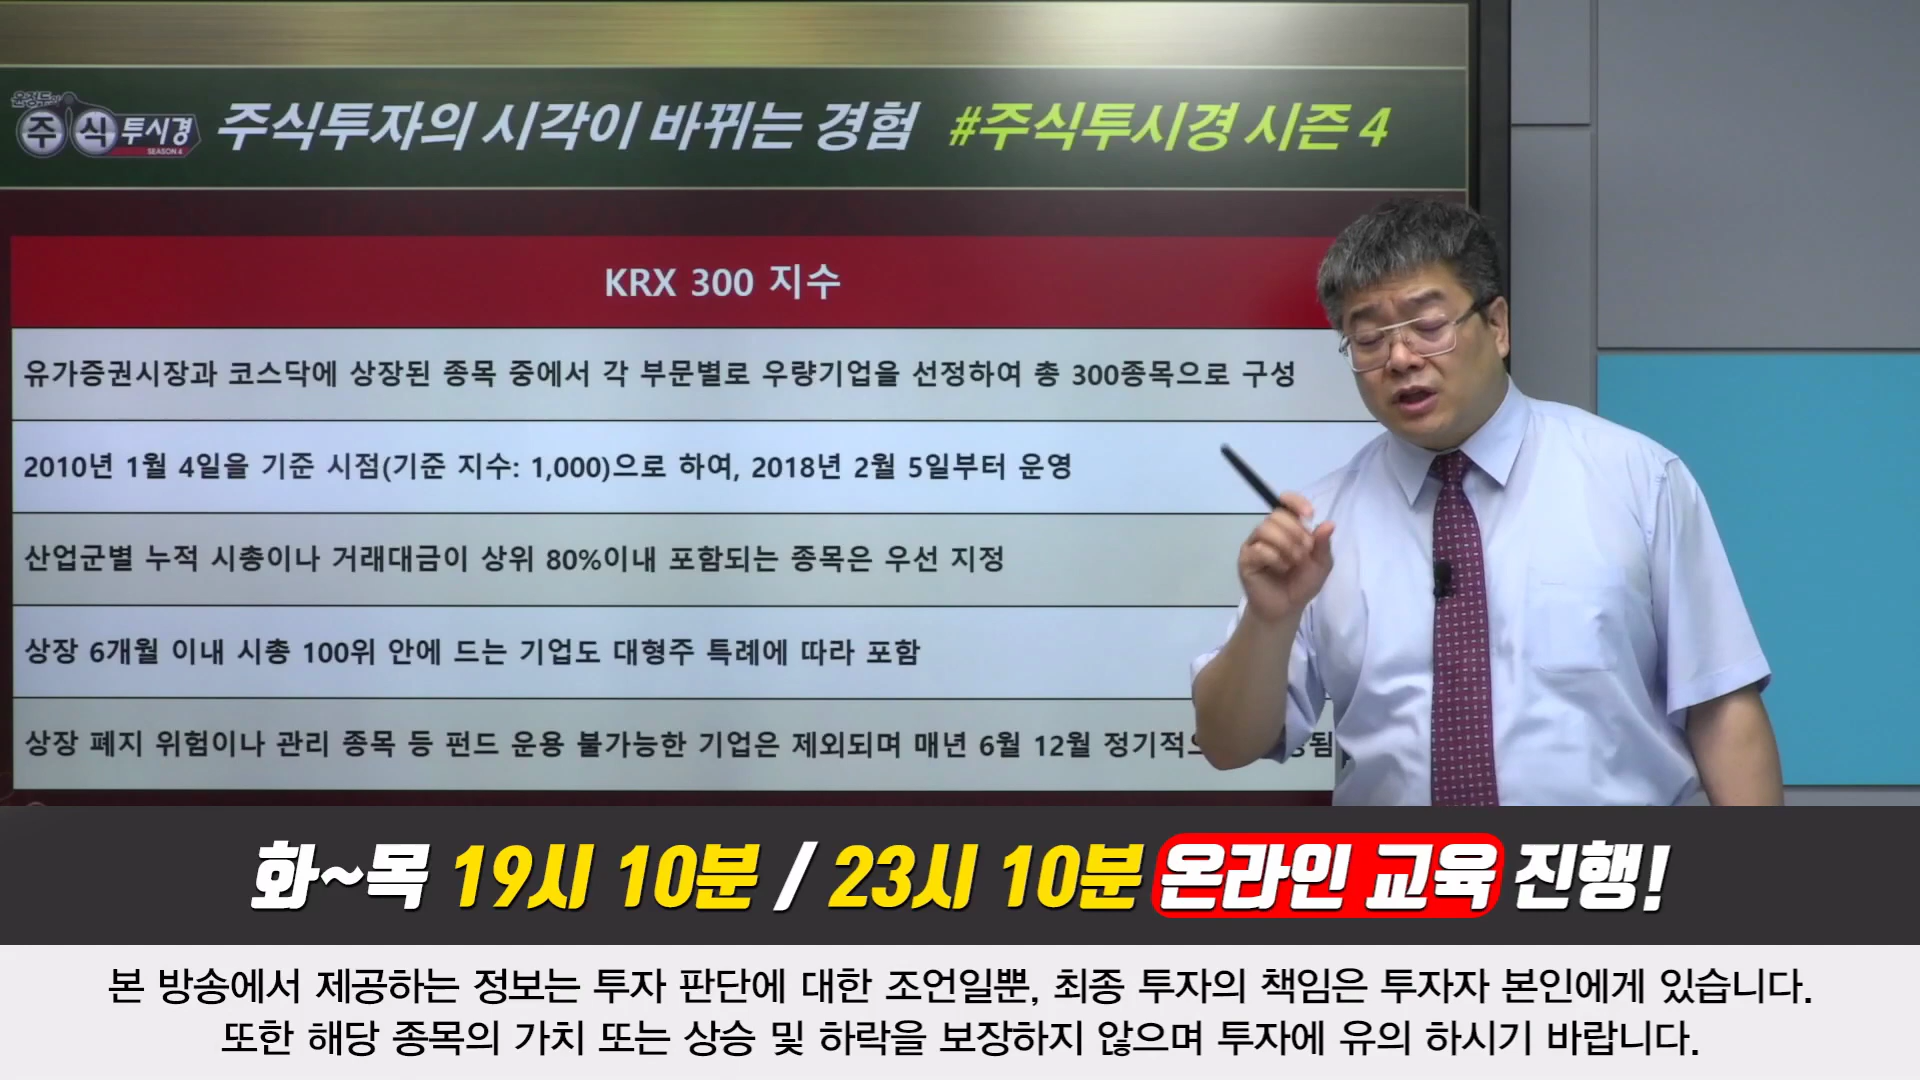 윤정두의
주식투시경
SEASON 4
주식투자의 시각이 바뀌는 경험 #주식투시경 시즌 4
KRX 300 지수
유가증권시장과 코스닥에 상장된 종목 중에서 각 부문별로 우량기업을 선정하여 총 300종목으로 구성
2010년 1월 4일을 기준 시점(기준 지수: 1,000)으로 하여, 2018년 2월 5일부터 운영
산업군별 누적 시총이나 거래대금이 상위 80%이내 포함되는 종목은 우선 지정
상장 6개월 이내 시총 100위 안에 드는 기업도 대형주 특례에 따라 포함
상장 폐지 위험이나 관리 종목 등 펀드 운용 불가능한 기업은 제외되며 매년 6월 12월
화~목 19시 10분 / 23시 10분 온라인 교육 진행!
본 방송에서 제공하는 정보는 투자 판단에 대한 조언일뿐, 최종 투자의 책임은 투자자 본인에게 있습니다.
또한 해당 종목의 가치 또는 상승 및 하락을 보장하지 않으며 투자에 유의 하시기 바랍니다.